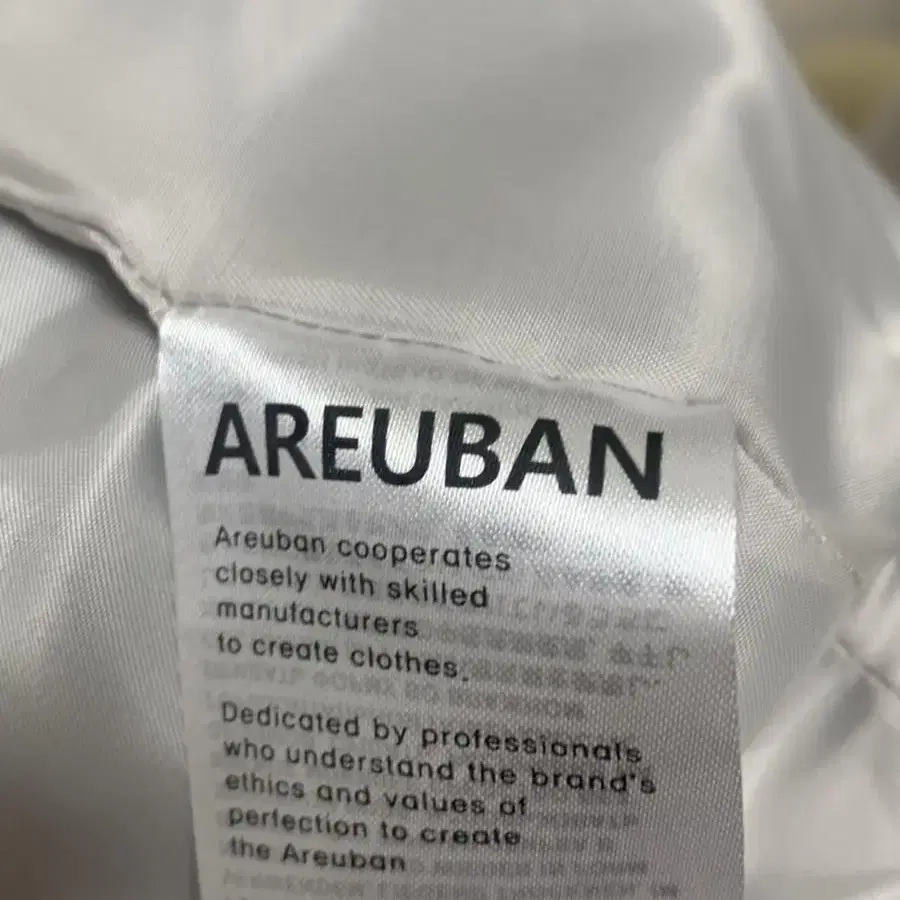 AREUBAN
Areuban cooperates
closely with skilled
manufacturers
to create clothes.
Dedicated by professionals
who understand the brand's
ethics and values of
perfection to create
the Areuban